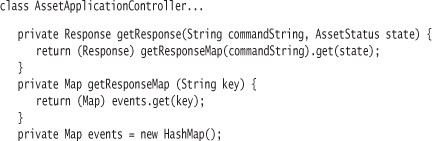 class AssetApplicationController...
private Response getResponse(String commandString, AssetStatus state) {
return (Response) getResponseMap(commandString).get(state);
}
private Map getResponseMap (String key) {
return (Map) events.get(key);
}
private Map events = new HashMap();